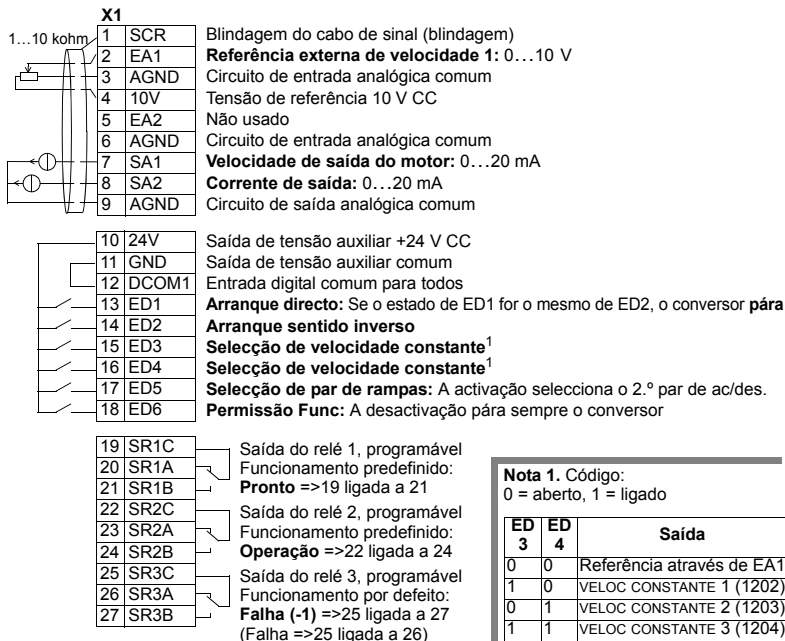 X1
1…10 kohm
1 SCR Blindagem do cabo de sinal (blindagem)
2 EA1 Referência externa de velocidade 1: 0…10 V
3 AGND Circuito de entrada analógica comum
4 10V Tensão de referência 10 V CC
5 EA2 Não usado
6 AGND Circuito de entrada analógica comum
7 SA1 Velocidade de saída do motor: 0…20 mA
8 SA2 Corrente de saída: 0…20 mA
9 AGND Circuito de saída analógica comum
10 24V Saída de tensão auxiliar +24 V CC
11 GND Saída de tensão auxiliar comum
12 DCOM1 Entrada digital comum para todos
13 ED1 Arranque directo: Se o estado de ED1 for o mesmo de ED2, o conversor pára
14 ED2 Arranque sentido inverso
15 ED3 Selecção de velocidade constante1
16 ED4 Selecção de velocidade constante1
17 ED5 Selecção de par de rampas: A activação selecciona o 2.º par de ac/des.
18 ED6 Permissão Func: A desactivação pára sempre o conversor
19 SR1C Saída do relé 1, programável
20 SR1A Funcionamento predefinido:
21 SR1B Pronto =>19 ligada a 21
22 SR2C Saída do relé 2, programável
23 SR2A Funcionamento predefinido:
24 SR2B Operação =>22 ligada a 24
25 SR3C Saída do relé 3, programável
26 SR3A Funcionamento por defeito:
27 SR3B Falha (-1) =>25 ligada a 27
(Falha =>25 ligada a 26)
Nota 1. Código:
0 = aberto, 1 = ligado
ED 3 ED 4 Saída
0 0 Referência através de EA1
1 0 VELOC CONSTANTE 1 (1202)
0 1 VELOC CONSTANTE 2 (1203)
1 1 VELOC CONSTANTE 3 (1204)